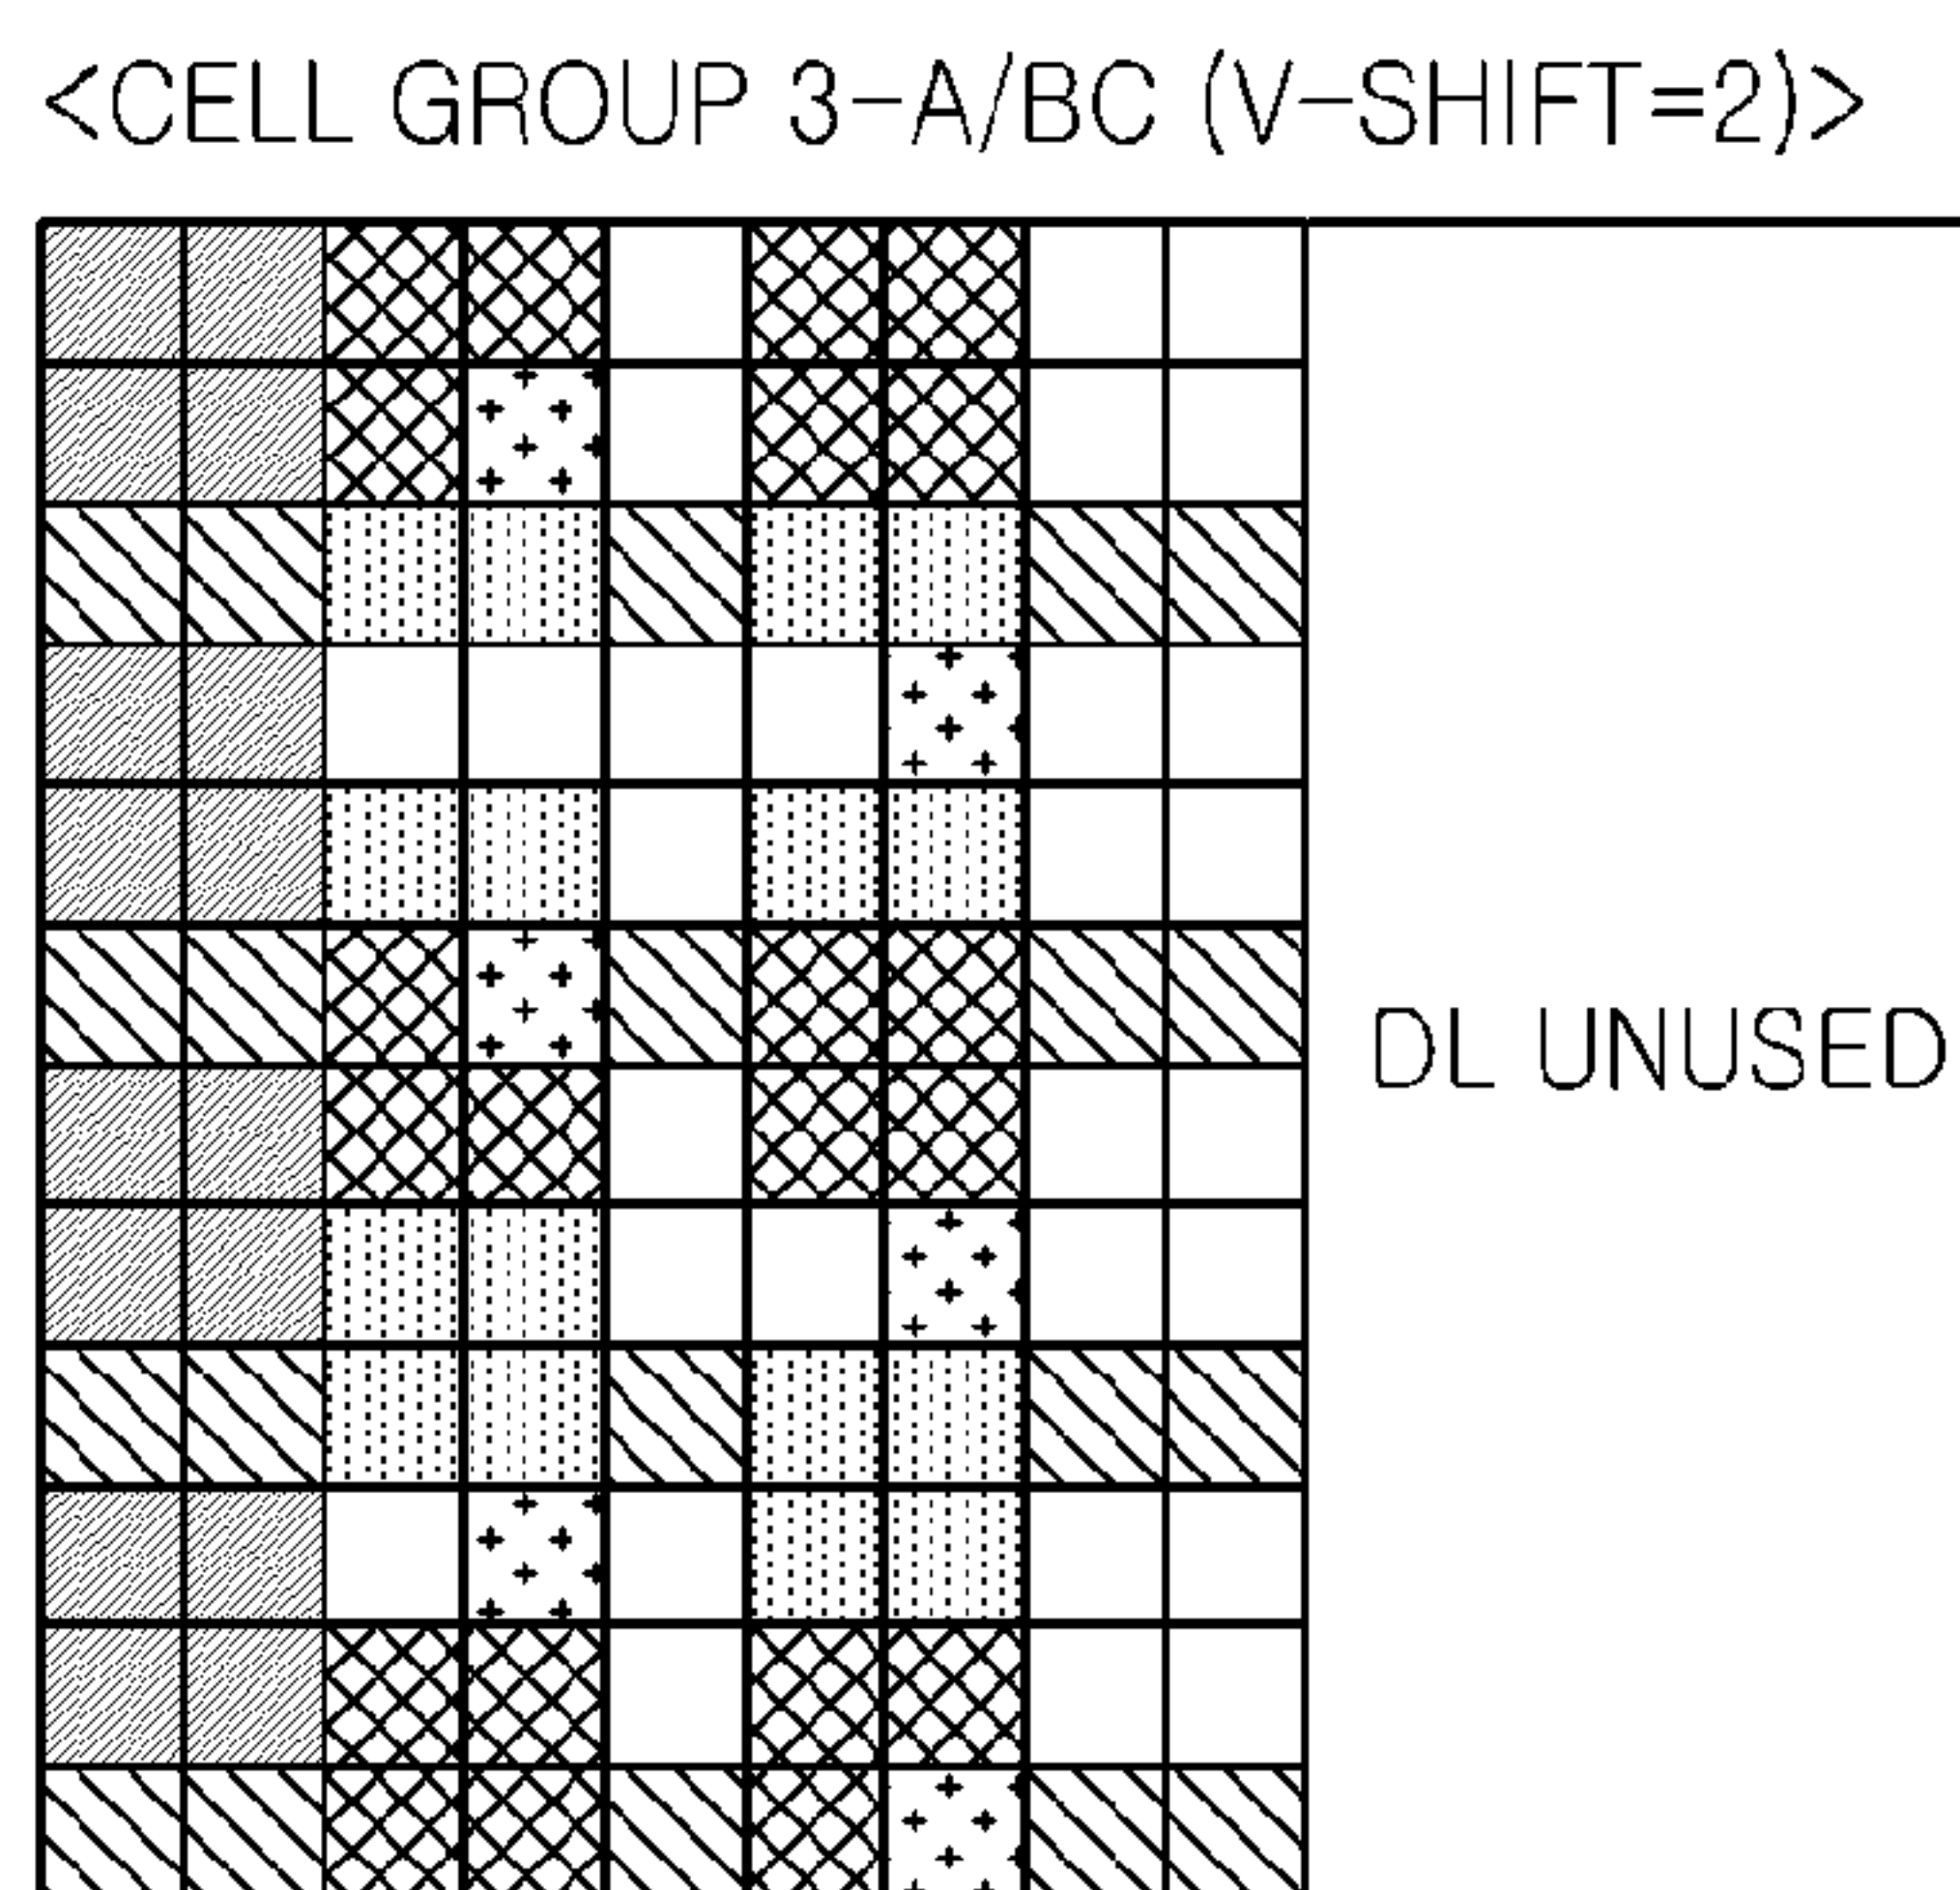 <CELL GROUP 3-A/BC (V-SHIFT=2)>
DL UNUSED